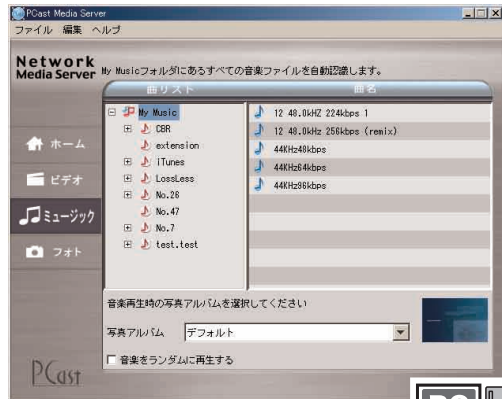 PCast Media Server
ファイル 編集 ヘルプ
Network
Media Server
My Musicフォルダにあるすべての音楽ファイルを自動認識します。
曲リスト 曲名
My Music
CBR
extension
iTunes
LossLess
No.26
No.47
No.7
test.test
12 48.0kHZ 224kbps 1
12 48.0kHz 256kbps (remix)
44KHz48kbps
44KHz64kbps
44KHz96kbps
ホーム
ビデオ
ミュージック
フォト
音楽再生時の写真アルバムを選択してください
写真アルバム デフォルト
音楽をランダムに再生する
PCast